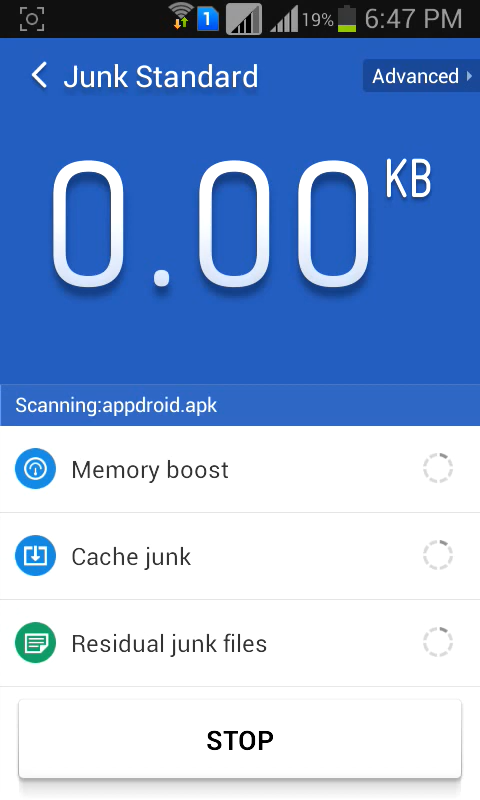 1 19% 6:47 PM
Junk Standard Advanced
0.00 KB
Scanning:appdroid.apk
Memory boost
Cache junk
Residual junk files
STOP